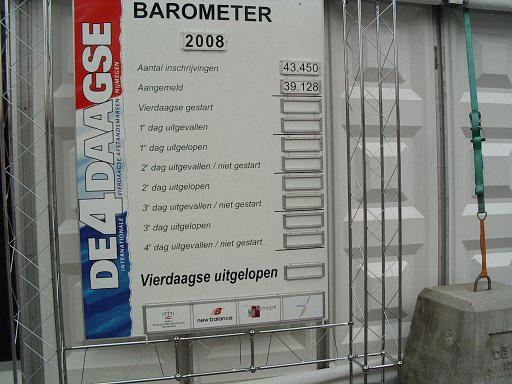 BAROMETER
2008
DE 4DAAGSE
INTERNATIONALE VIERDAAGSE AFSTANDSMARSEN NIJMEGEN
Aantal inschrijvingen 43.450
Aangemeld 39.128
Vierdaagse gestart
1e dag uitgevallen
1e dag uitgelopen
2e dag uitgevallen / niet gestart
2e dag uitgelopen
3e dag uitgevallen / niet gestart
3e dag uitgelopen
4e dag uitgevallen / niet gestart
Vierdaagse uitgelopen
new balance